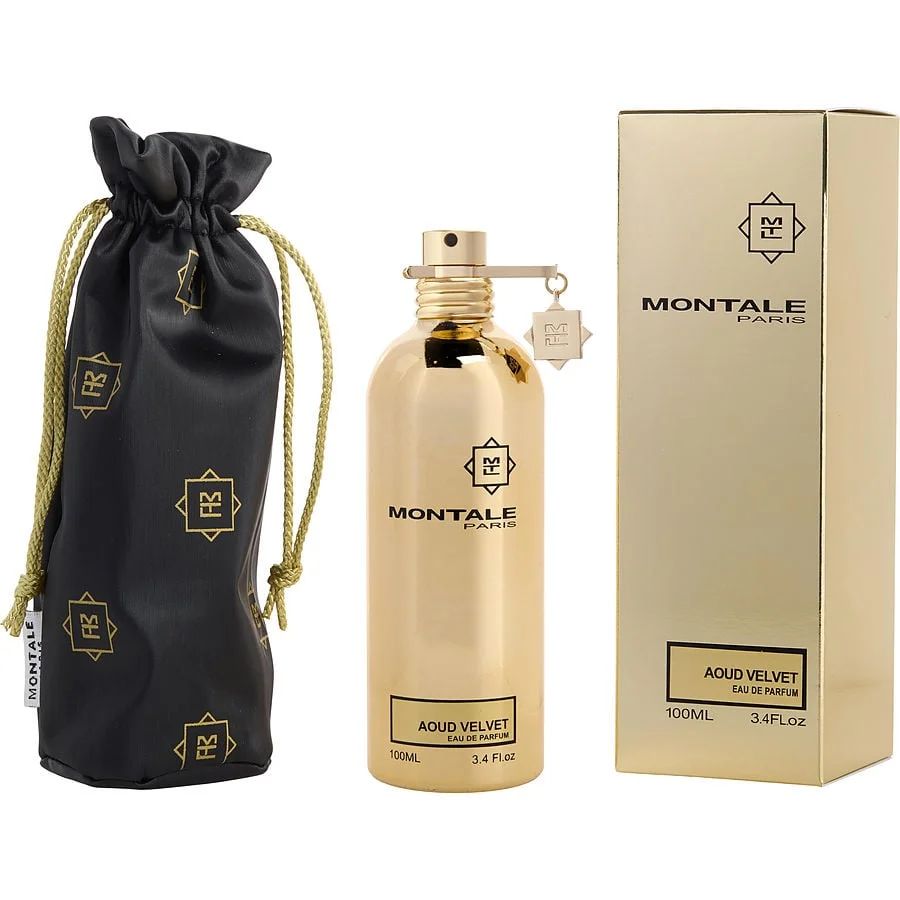 MONTALE
MONTALE
PARIS
AOUD VELVET
EAU DE PARFUM
100ML 3.4 Fl.oz
MONTALE
PARIS
AOUD VELVET
EAU DE PARFUM
100ML 3.4FLoz